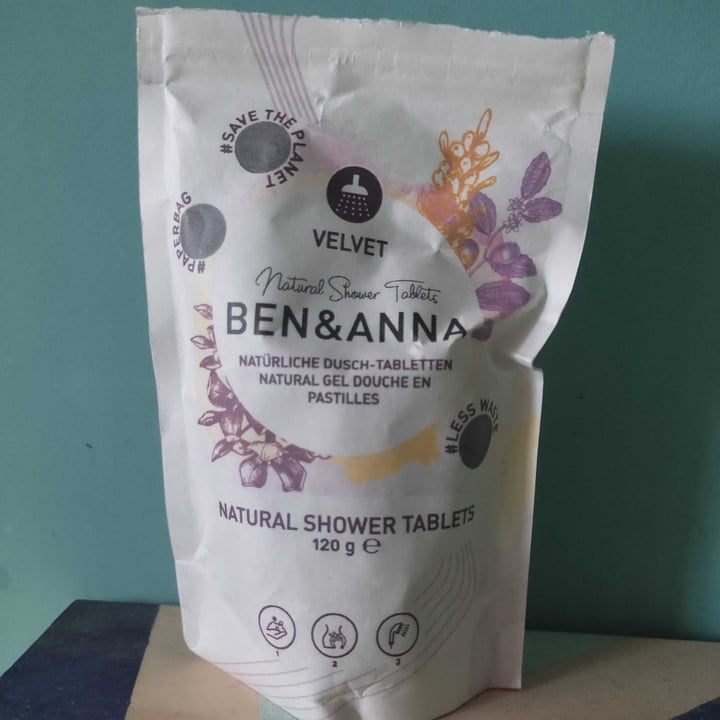 #SAVE THE PLANET
#PAPERBAG
VELVET
Natural Shower Tablets
BEN&ANNA
NATÜRLICHE DUSCH-TABLETTEN
NATURAL GEL DOUCHE EN
PASTILLES
#LESS WASTE
NATURAL SHOWER TABLETS
120 g ℮
1 2 3